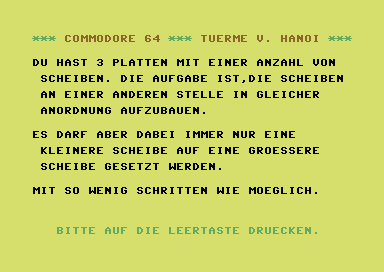 *** COMMODORE 64 *** TUERME V. HANOI ***
DU HAST 3 PLATTEN MIT EINER ANZAHL VON
SCHEIBEN. DIE AUFGABE IST,DIE SCHEIBEN
AN EINER ANDEREN STELLE IN GLEICHER
ANORDNUNG AUFZUBAUEN.
ES DARF ABER DABEI IMMER NUR EINE
KLEINERE SCHEIBE AUF EINE GROESSERE
SCHEIBE GESETZT WERDEN.
MIT SO WENIG SCHRITTEN WIE MOEGLICH.
BITTE AUF DIE LEERTASTE DRUECKEN.